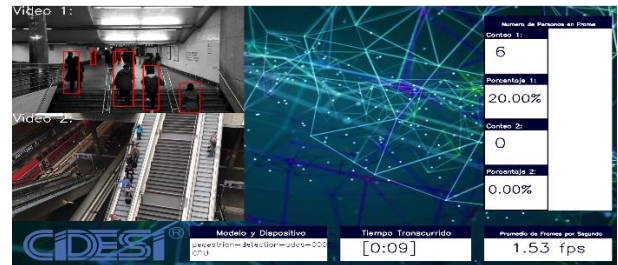 Video 1:
Video 2:
Numero de Personas en Frame
Conteo 1:
6
Porcentaje 1:
20.00%
Conteo 2:
0
Porcentaje 2:
0.00%
CIDESI®
Modelo y Dispositivo
CPU
Tiempo Transcurrido
[0:09]
Promedio de Frames por Segundo
1.53 fps